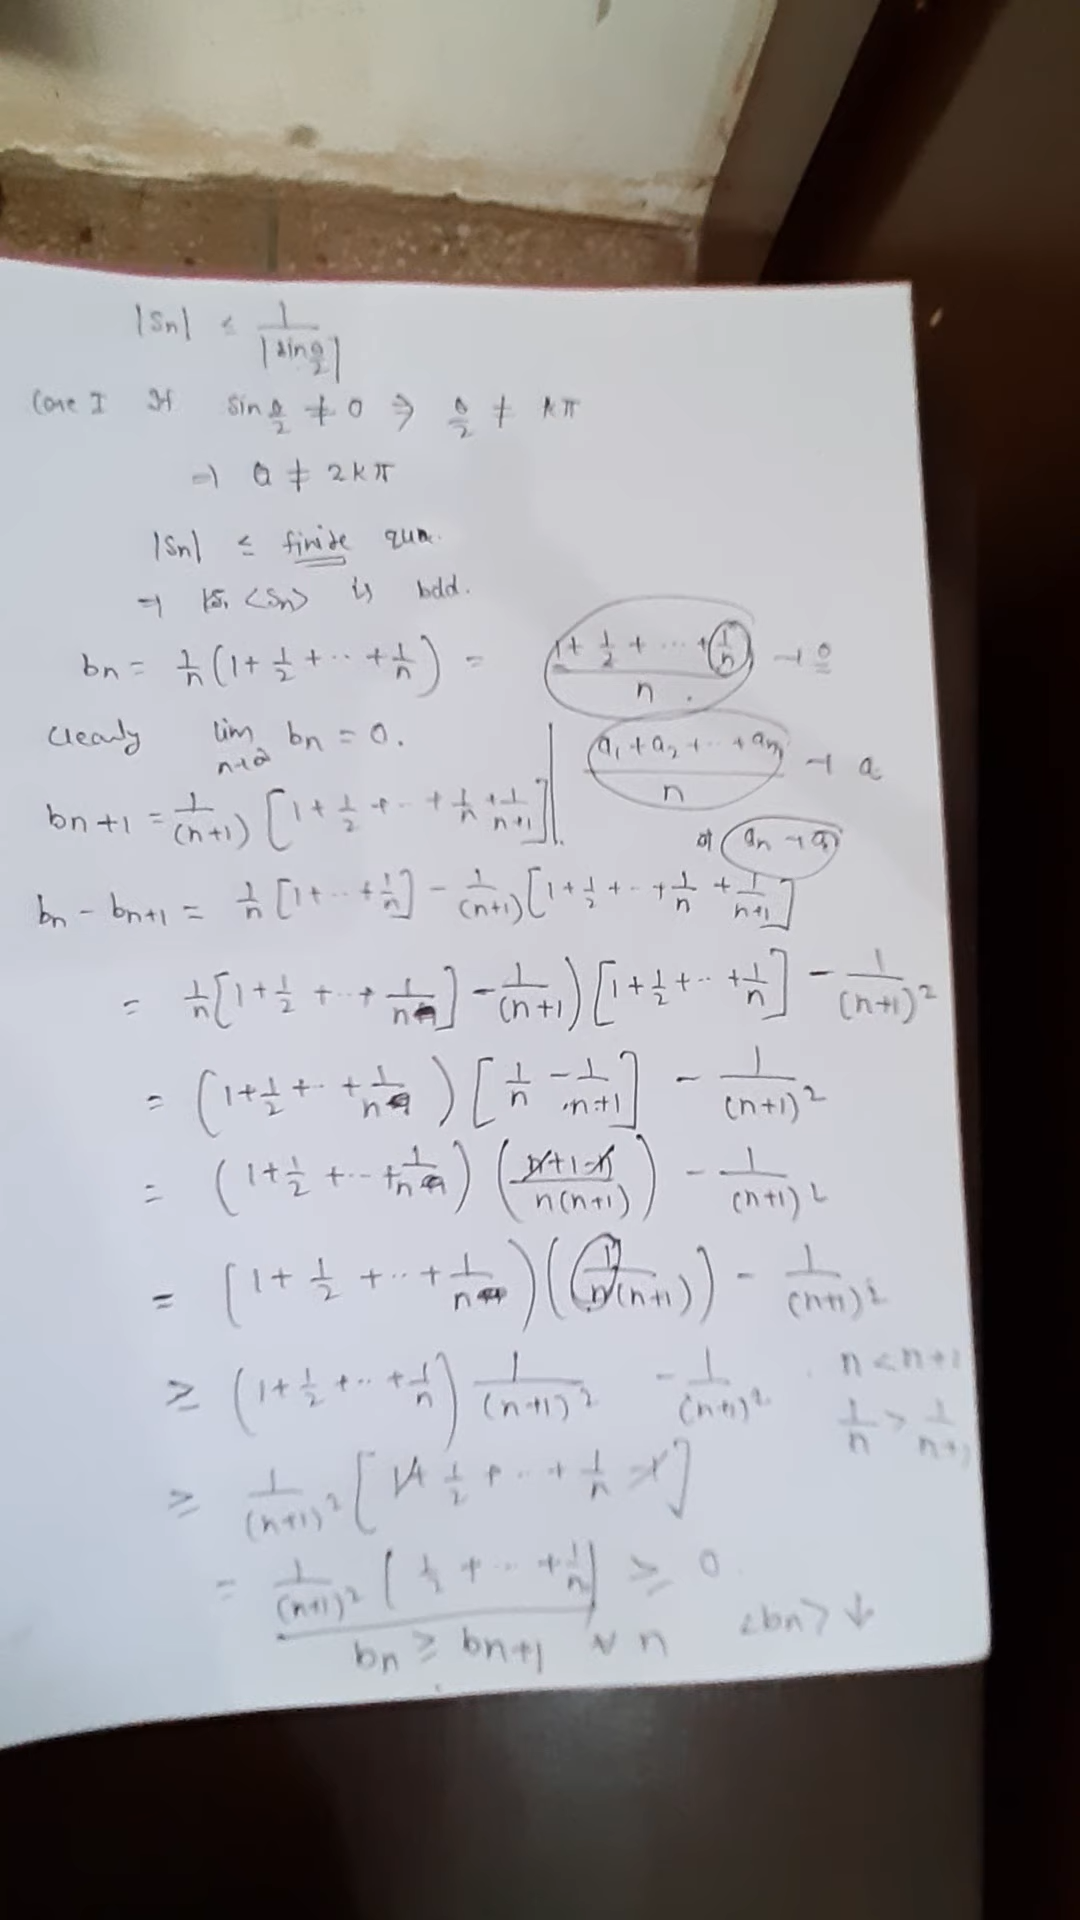 |Sn| ≤ 1/|sin θ/2|
Case I If sin θ/2 ≠ 0 ⇒ θ/2 ≠ kπ
⇒ θ ≠ 2kπ
|Sn| ≤ finite qua.
⇒ <Sn> is bdd.
bn = 1/n (1 + 1/2 + ... + 1/n) = (1 + 1/2 + ... + 1/n)/n → 0
Clearly lim n→∞ bn = 0.
(a1 + a2 + ... + an)/n → a
if an → a
bn+1 = 1/(n+1) [1 + 1/2 + ... + 1/n + 1/(n+1)]
bn - bn+1 = 1/n [1 + ... + 1/n] - 1/(n+1) [1 + 1/2 + ... + 1/n + 1/(n+1)]
= 1/n [1 + 1/2 + ... + 1/n] - 1/(n+1) [1 + 1/2 + ... + 1/n] - 1/(n+1)²
= (1 + 1/2 + ... + 1/n) [1/n - 1/(n+1)] - 1/(n+1)²
= (1 + 1/2 + ... + 1/n) ((n+1-n)/(n(n+1))) - 1/(n+1)²
= (1 + 1/2 + ... + 1/n) (1/(n(n+1))) - 1/(n+1)²
≥ (1 + 1/2 + ... + 1/n) 1/(n+1)² - 1/(n+1)²
n < n+1
1/n > 1/(n+1)
≥ 1/(n+1)² [1 + 1/2 + ... + 1/n - 1]
= 1/(n+1)² [1/2 + ... + 1/n] ≥ 0
bn ≥ bn+1 ∀ n <bn> ↓